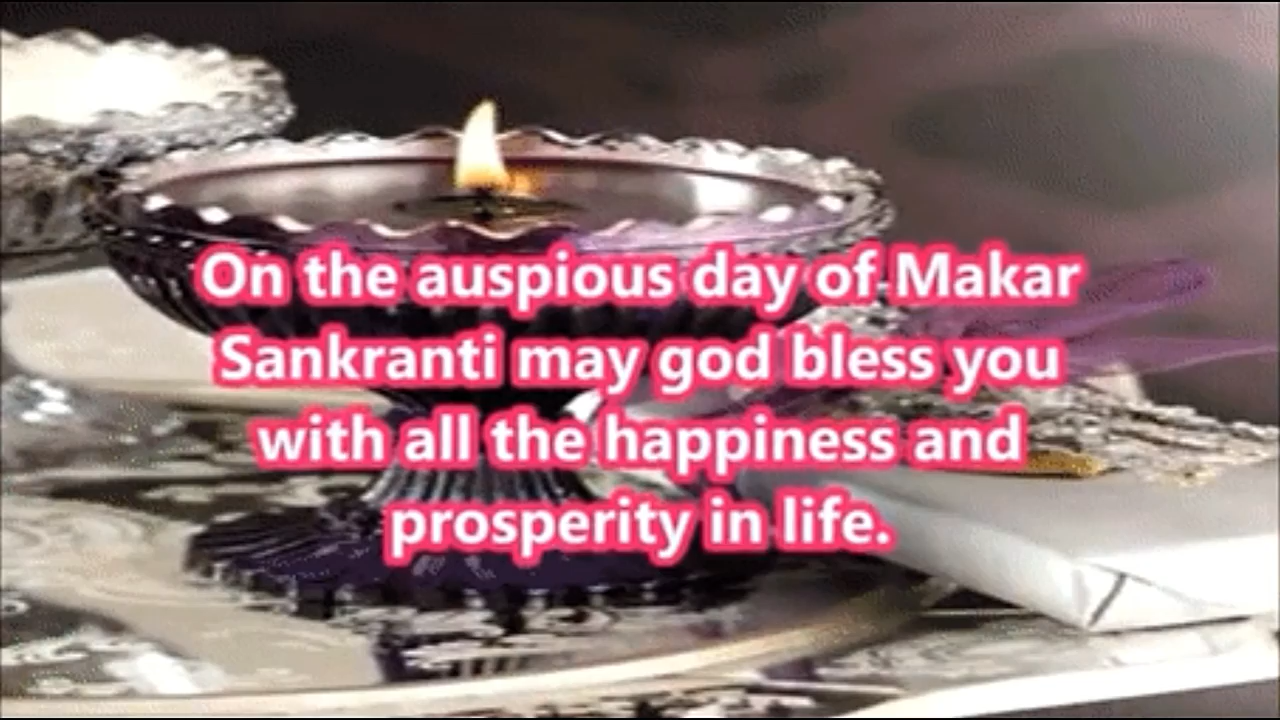 On the auspious day of Makar
Sankranti may god bless you
with all the happiness and
prosperity in life.